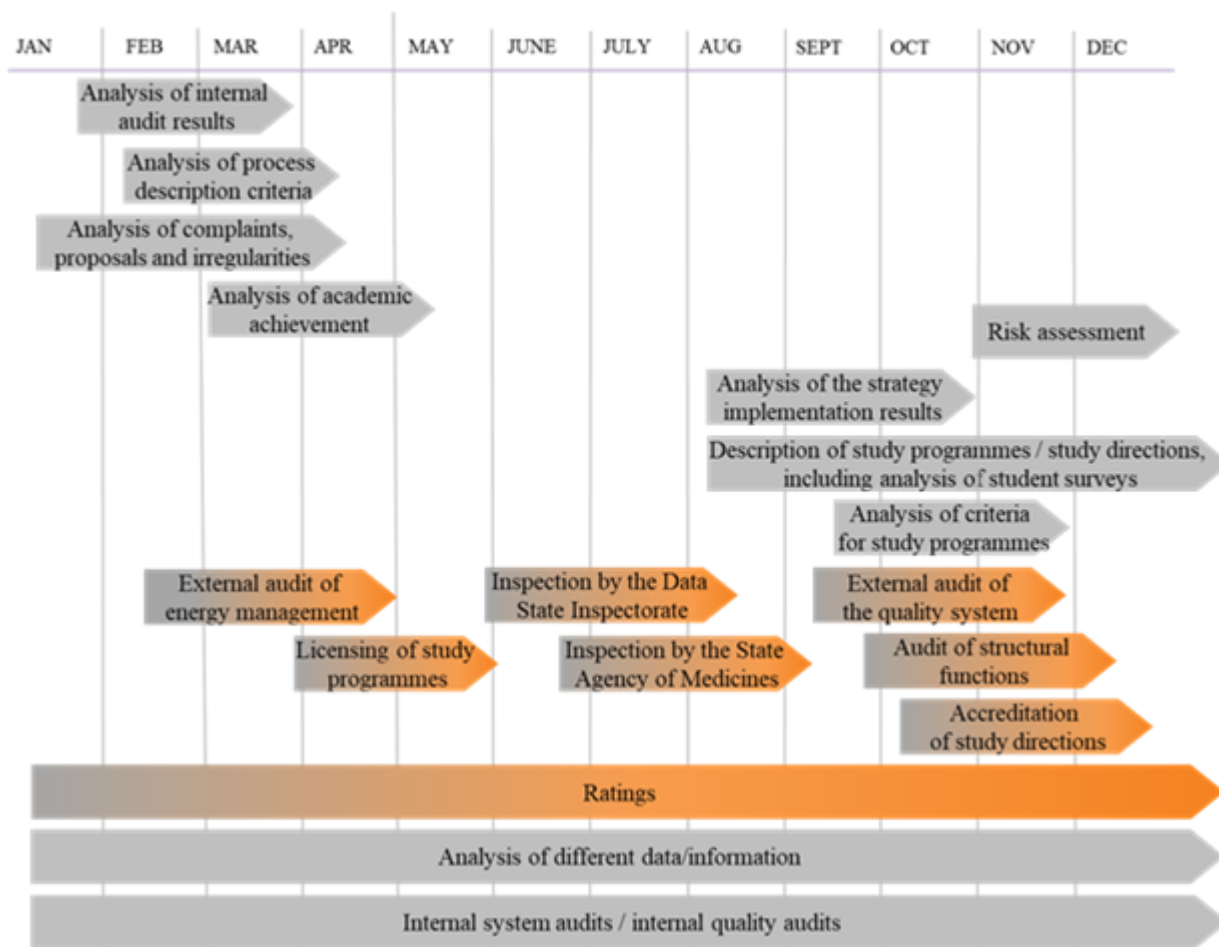 JAN FEB MAR APR MAY JUNE JULY AUG SEPT OCT NOV DEC
Analysis of internal
audit results
Analysis of process
description criteria
Analysis of complaints,
proposals and irregularities
Analysis of academic
achievement
Risk assessment
Analysis of the strategy
implementation results
Description of study programmes / study directions,
including analysis of student surveys
Analysis of criteria
for study programmes
External audit of
energy management
Inspection by the Data
State Inspectorate
External audit of
the quality system
Licensing of study
programmes
Inspection by the State
Agency of Medicines
Audit of structural
functions
Accreditation
of study directions
Ratings
Analysis of different data/information
Internal system audits / internal quality audits